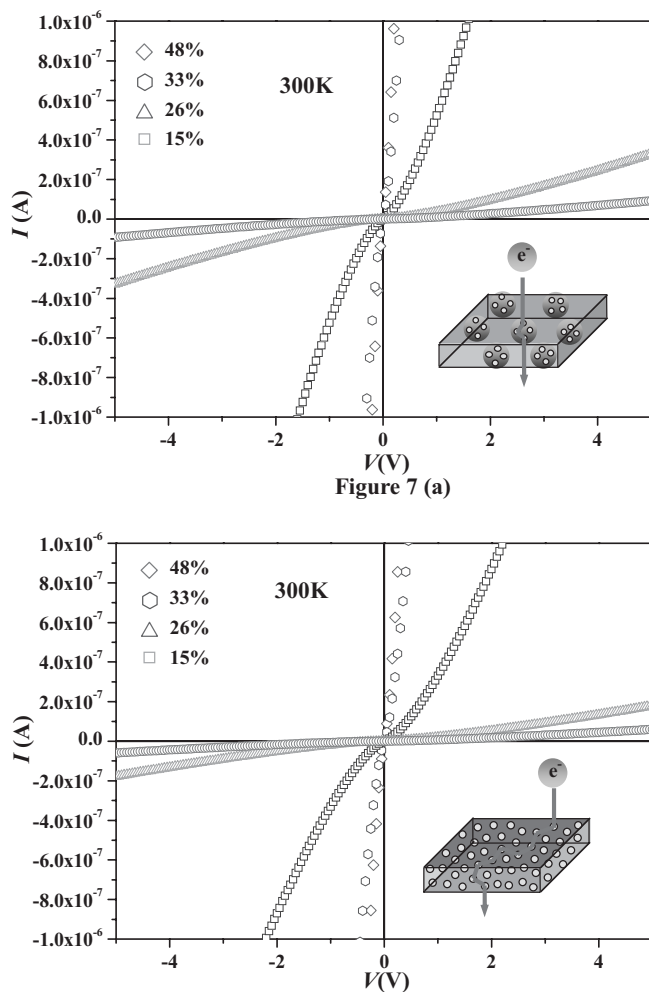 1.0x10⁻⁶
8.0x10⁻⁷
6.0x10⁻⁷
4.0x10⁻⁷
2.0x10⁻⁷
0.0
-2.0x10⁻⁷
-4.0x10⁻⁷
-6.0x10⁻⁷
-8.0x10⁻⁷
-1.0x10⁻⁶
I (A)
48%
33%
26%
15%
300K
e⁻
-4
-2
0
2
4
V(V)
Figure 7 (a)
1.0x10⁻⁶
8.0x10⁻⁷
6.0x10⁻⁷
4.0x10⁻⁷
2.0x10⁻⁷
0.0
-2.0x10⁻⁷
-4.0x10⁻⁷
-6.0x10⁻⁷
-8.0x10⁻⁷
-1.0x10⁻⁶
I (A)
48%
33%
26%
15%
300K
e⁻
-4
-2
0
2
4
V(V)